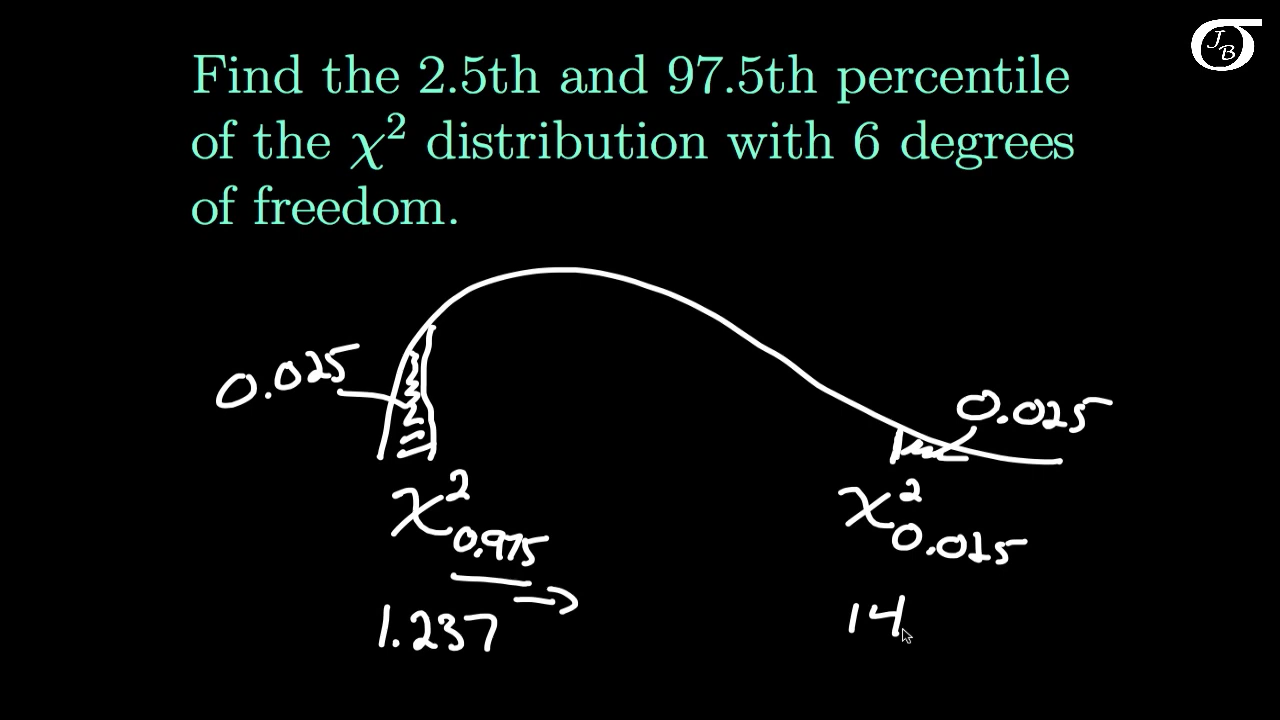 Find the 2.5th and 97.5th percentile
of the χ² distribution with 6 degrees
of freedom.
0.025
0.025
χ²0.975
χ²0.025
1.237
14
JB